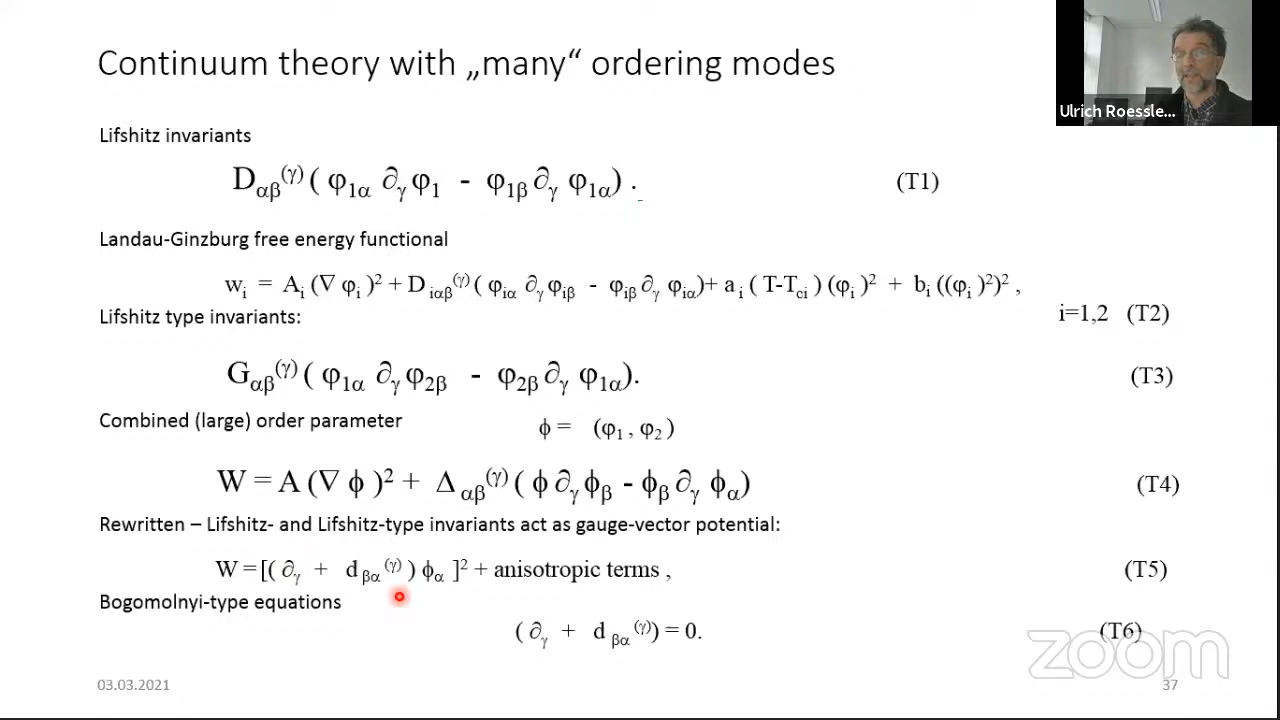 Continuum theory with „many“ ordering modes
Ulrich Roessle...
Lifshitz invariants
D_αβ^(γ) ( φ_1α ∂_γ φ_1 - φ_1β ∂_γ φ_1α ) . (T1)
Landau-Ginzburg free energy functional
w_i = A_i (∇ φ_i )^2 + D_iαβ^(γ) ( φ_iα ∂_γ φ_iβ - φ_iβ ∂_γ φ_iα)+ a_i ( T-T_ci ) (φ_i )^2 + b_i ((φ_i )^2)^2 ,
i=1,2 (T2)
Lifshitz type invariants:
G_αβ^(γ) ( φ_1α ∂_γ φ_2β - φ_2β ∂_γ φ_1α). (T3)
Combined (large) order parameter ϕ = (φ_1 , φ_2 )
W = A (∇ ϕ )^2 + Δ_αβ^(γ) ( ϕ ∂_γ ϕ_β - ϕ_β ∂_γ ϕ_α) (T4)
Rewritten – Lifshitz- and Lifshitz-type invariants act as gauge-vector potential:
W = [( ∂_γ + d_βα^(γ) ) ϕ_α ]^2 + anisotropic terms , (T5)
Bogomolnyi-type equations
( ∂_γ + d_βα^(γ)) = 0. (T6)
zoom
03.03.2021 37